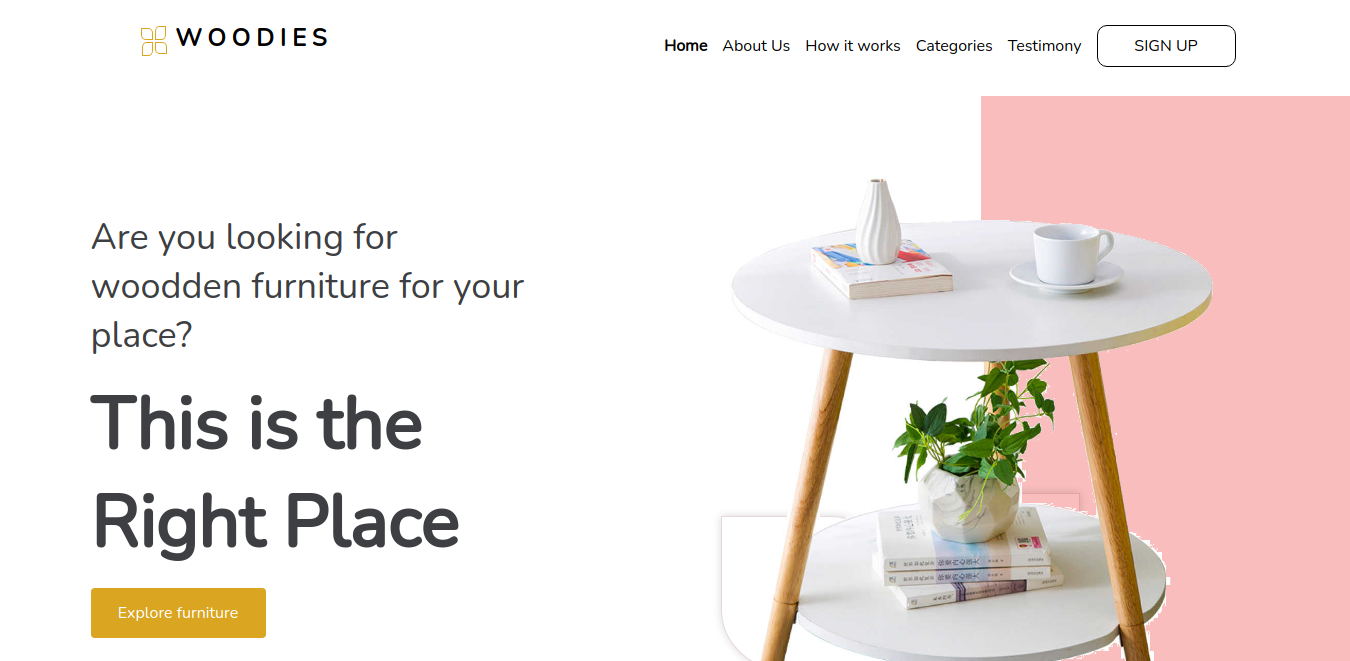 WOODIES
Home About Us How it works Categories Testimony SIGN UP
Are you looking for
woodden furniture for your
place?
This is the
Right Place
Explore furniture